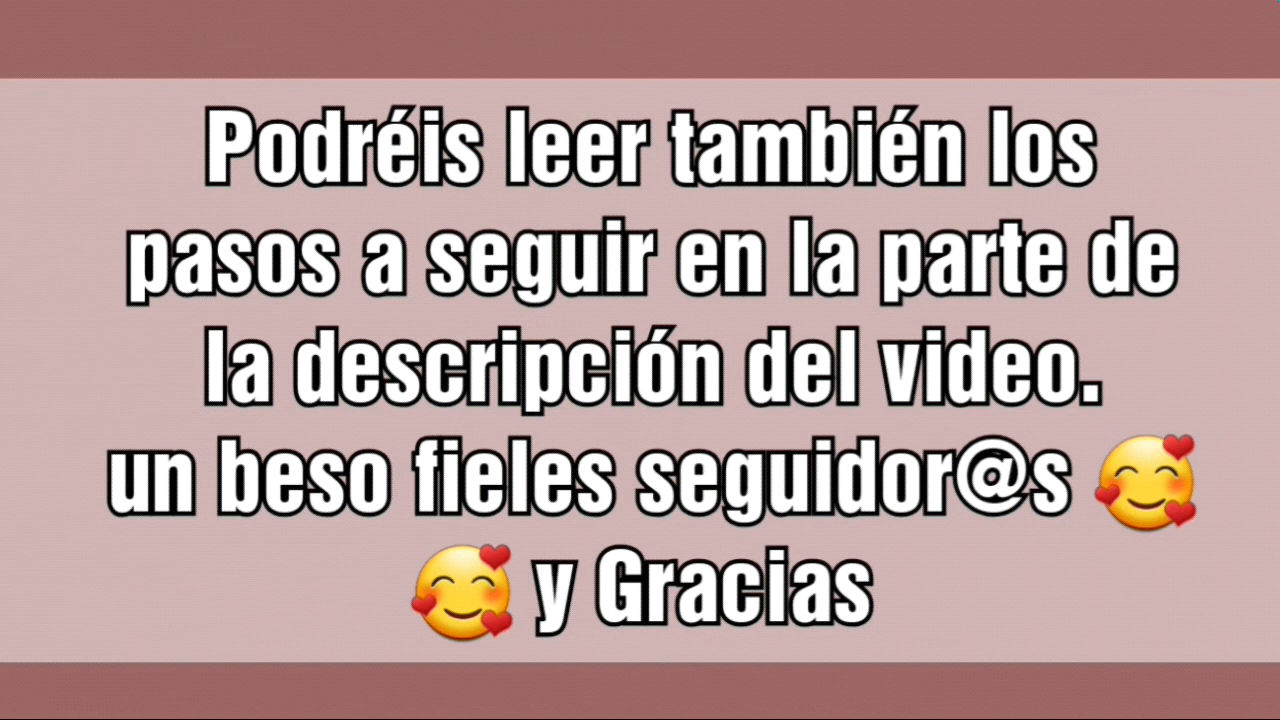 Podréis leer también los
pasos a seguir en la parte de
la descripción del video.
un beso fieles seguidor@s 🥰
🥰 y Gracias